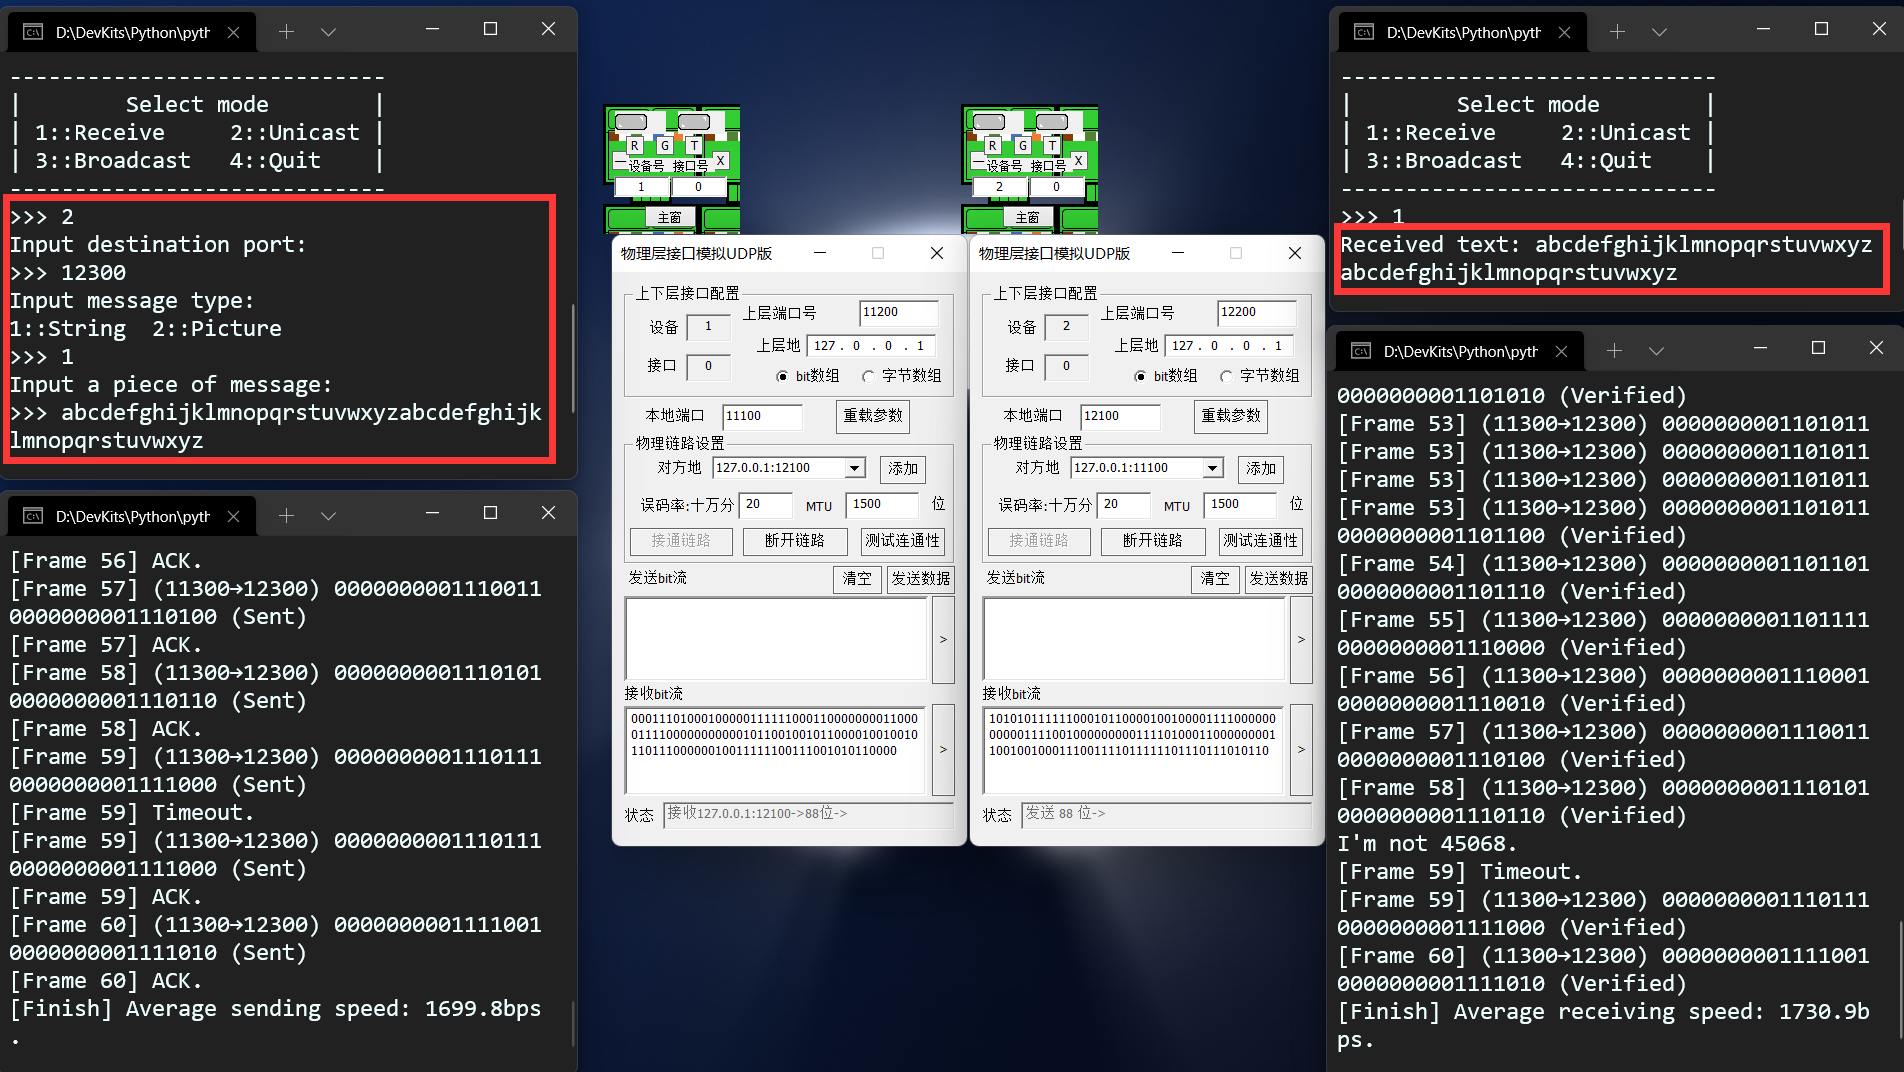 D:\DevKits\Python\pyth
------------------------------
|        Select mode        |
| 1::Receive     2::Unicast |
| 3::Broadcast   4::Quit    |
------------------------------
>>> 2
Input destination port:
>>> 12300
Input message type:
1::String  2::Picture
>>> 1
Input a piece of message:
>>> abcdefghijklmnopqrstuvwxyzabcdefghijk
lmnopqrstuvwxyz
D:\DevKits\Python\pyth
[Frame 56] ACK.
[Frame 57] (11300→12300) 0000000001110011
0000000001110100 (Sent)
[Frame 57] ACK.
[Frame 58] (11300→12300) 0000000001110101
0000000001110110 (Sent)
[Frame 58] ACK.
[Frame 59] (11300→12300) 0000000001110111
0000000001111000 (Sent)
[Frame 59] Timeout.
[Frame 59] (11300→12300) 0000000001110111
0000000001111000 (Sent)
[Frame 59] ACK.
[Frame 60] (11300→12300) 0000000001111001
0000000001111010 (Sent)
[Frame 60] ACK.
[Finish] Average sending speed: 1699.8bps
.
R G T
一设备号 接口号 X
1 0
主窗
物理层接口模拟UDP版
上下层接口配置
设备 1 上层端口号 11200
上层地 127 . 0 . 0 . 1
接口 0 bit数组 字节数组
本地端口 11100 重载参数
物理链路设置
对方地 127.0.0.1:12100 添加
误码率:十万分 20 MTU 1500 位
接通链路 断开链路 测试连通性
发送bit流 清空 发送数据
>
接收bit流
00011101000100000111111000110000000011000
>
状态 接收127.0.0.1:12100->88位->
R G T
一设备号 接口号 X
2 0
主窗
物理层接口模拟UDP版
上下层接口配置
设备 2 上层端口号 12200
上层地 127 . 0 . 0 . 1
接口 0 bit数组 字节数组
本地端口 12100 重载参数
物理链路设置
对方地 127.0.0.1:11100 添加
误码率:十万分 20 MTU 1500 位
接通链路 断开链路 测试连通性
发送bit流 清空 发送数据
>
接收bit流
>
状态 发送 88 位->
D:\DevKits\Python\pyth
------------------------------
|        Select mode        |
| 1::Receive     2::Unicast |
| 3::Broadcast   4::Quit    |
------------------------------
>>> 1
Received text: abcdefghijklmnopqrstuvwxyz
abcdefghijklmnopqrstuvwxyz
D:\DevKits\Python\pyth
0000000001101010 (Verified)
[Frame 53] (11300→12300) 0000000001101011
[Frame 53] (11300→12300) 0000000001101011
[Frame 53] (11300→12300) 0000000001101011
[Frame 53] (11300→12300) 0000000001101011
0000000001101100 (Verified)
[Frame 54] (11300→12300) 0000000001101101
0000000001101110 (Verified)
[Frame 55] (11300→12300) 0000000001101111
0000000001110000 (Verified)
[Frame 56] (11300→12300) 0000000001110001
0000000001110010 (Verified)
[Frame 57] (11300→12300) 0000000001110011
0000000001110100 (Verified)
[Frame 58] (11300→12300) 0000000001110101
0000000001110110 (Verified)
I'm not 45068.
[Frame 59] Timeout.
[Frame 59] (11300→12300) 0000000001110111
0000000001111000 (Verified)
[Frame 60] (11300→12300) 0000000001111001
0000000001111010 (Verified)
[Finish] Average receiving speed: 1730.9b
ps.